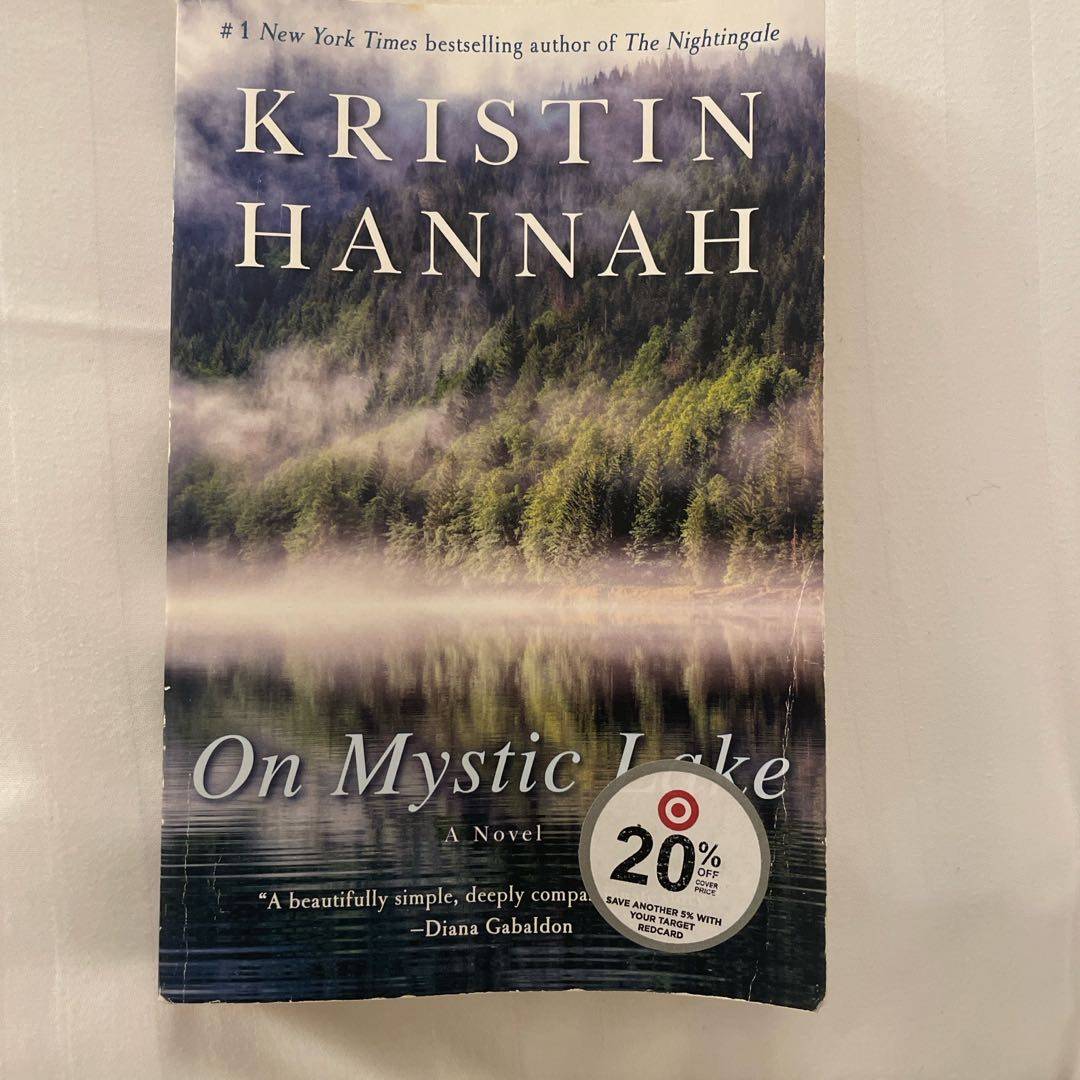 #1 New York Times bestselling author of The Nightingale
KRISTIN
HANNAH
On Mystic Lake
A Novel
“A beautifully simple, deeply compa
—Diana Gabaldon
20%
OFF
COVER
PRICE
SAVE ANOTHER 5% WITH
YOUR TARGET
REDCARD